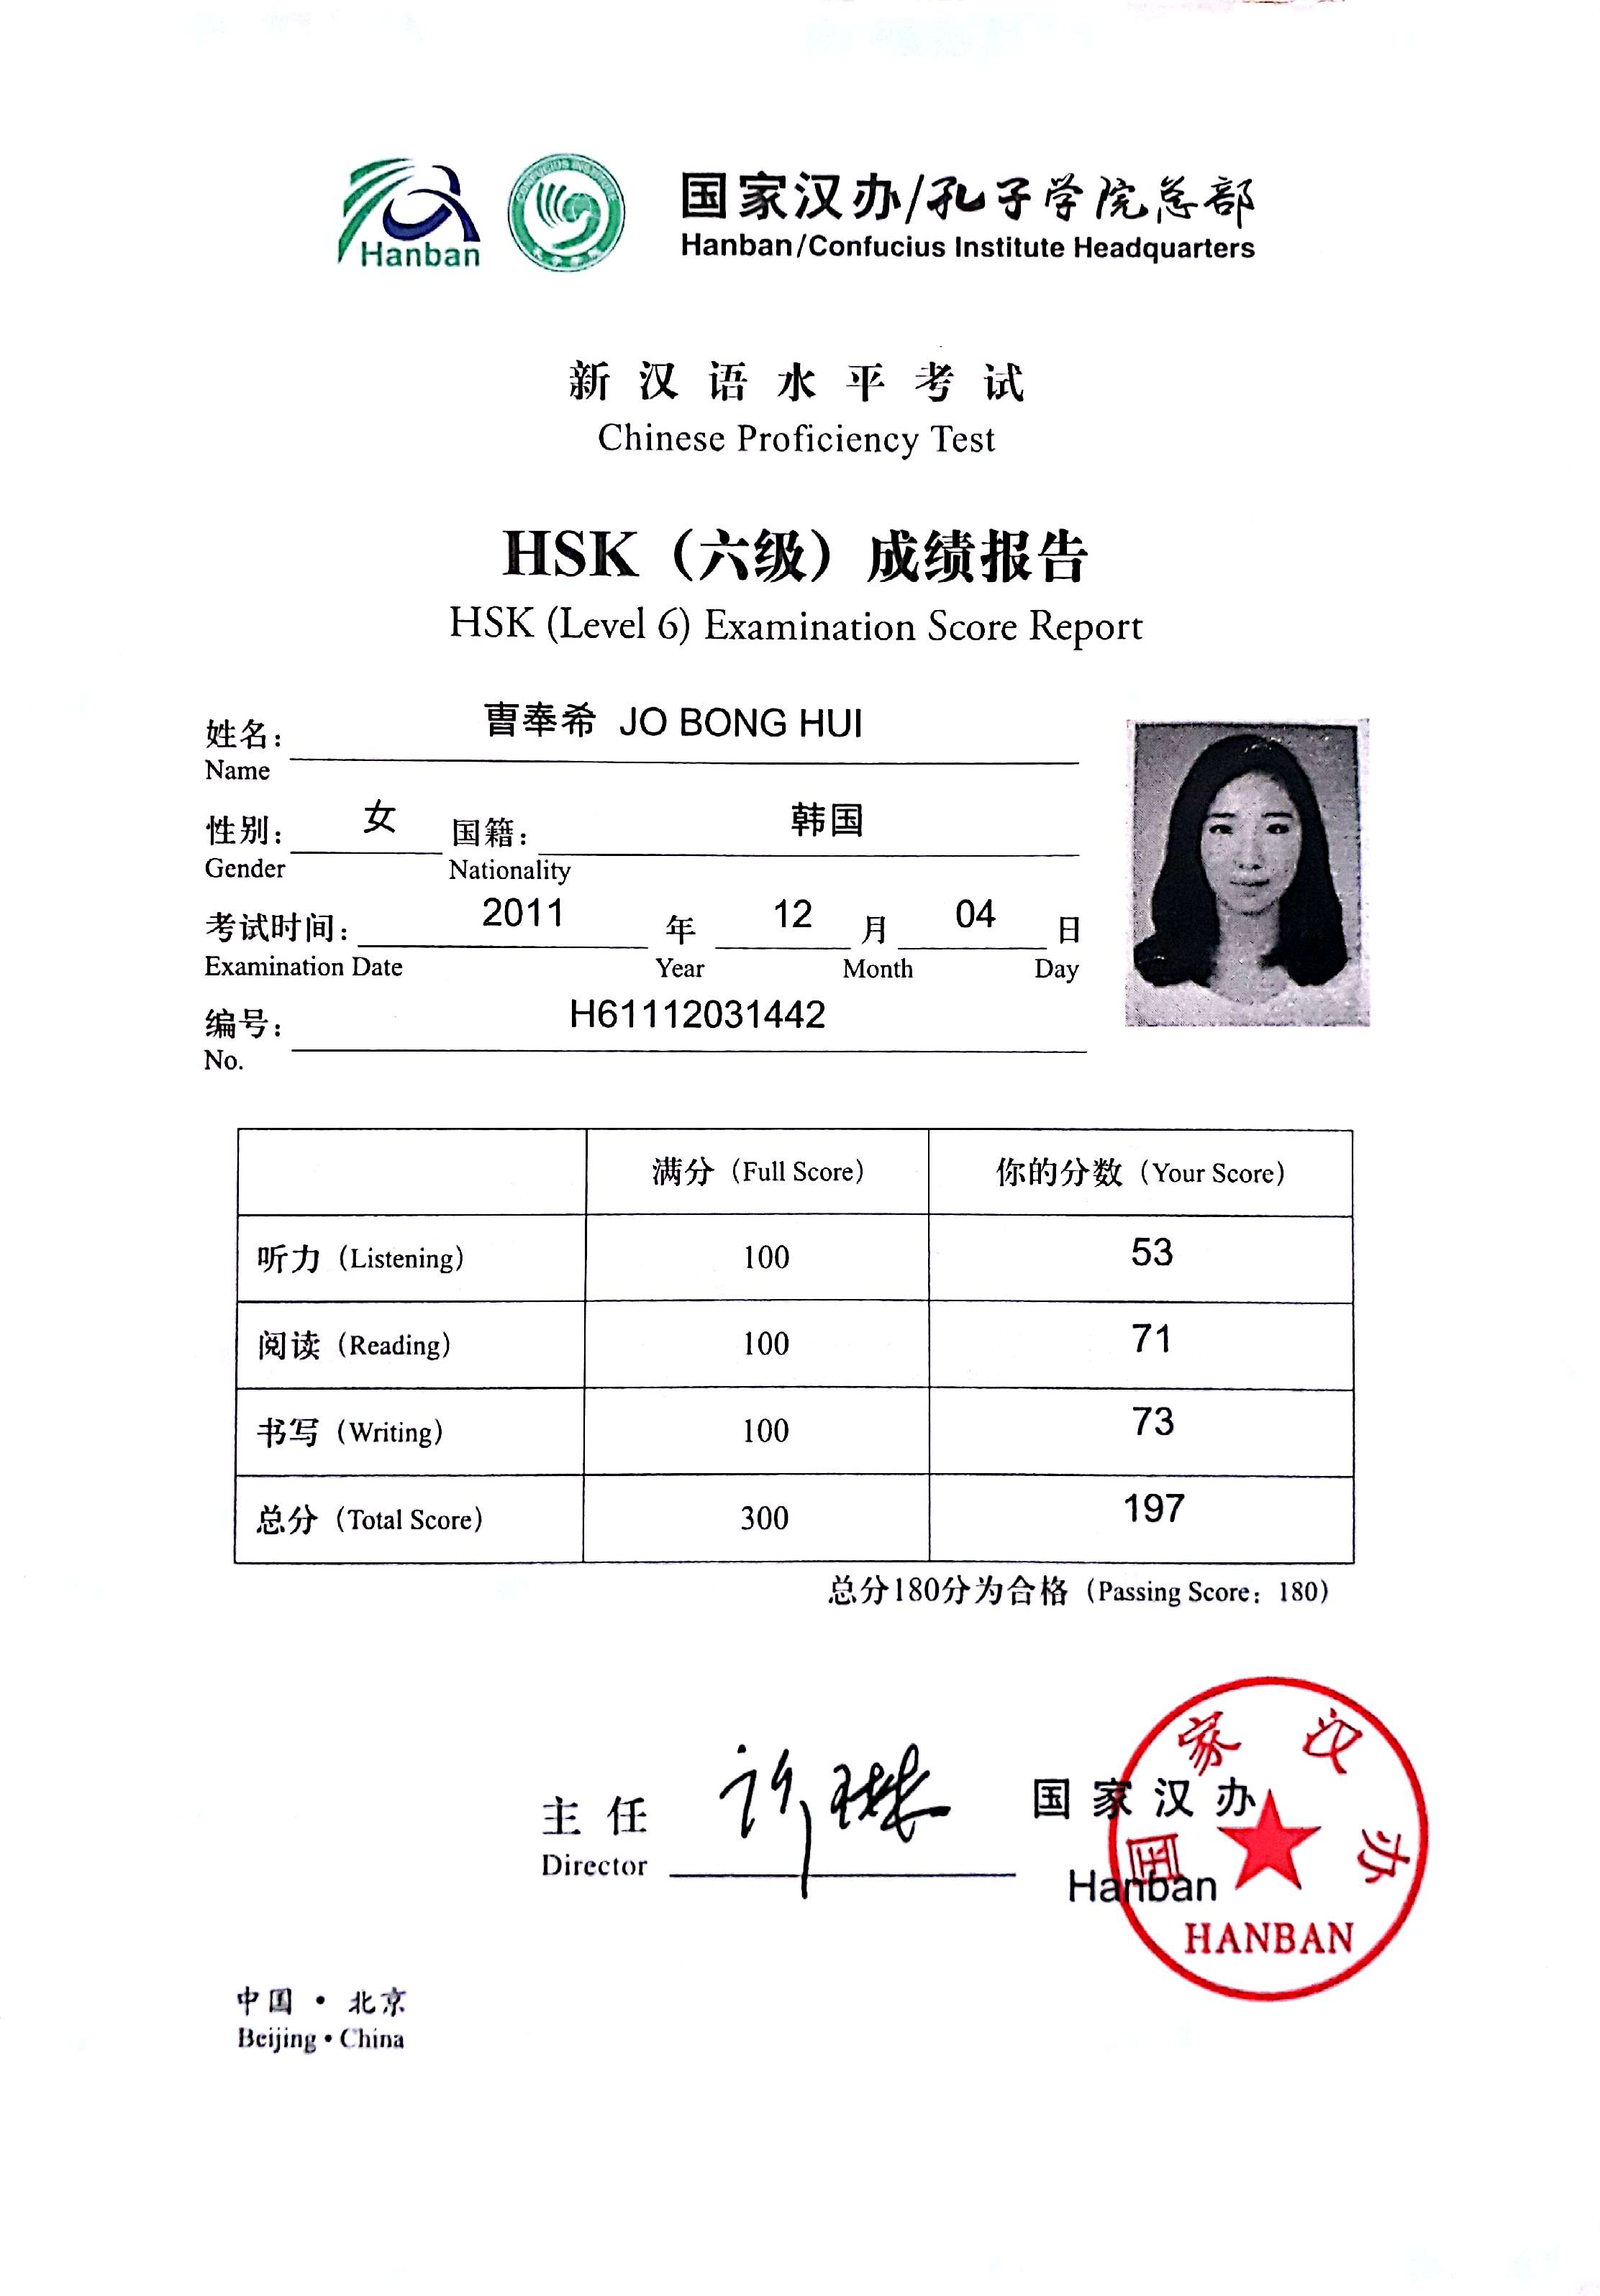 Hanban
CONFUCIUS INSTITUTE
国家汉办/孔子学院总部
Hanban/Confucius Institute Headquarters
新汉语水平考试
Chinese Proficiency Test
HSK（六级）成绩报告
HSK (Level 6) Examination Score Report
姓名： 曺奉希 JO BONG HUI
Name
性别： 女 国籍： 韩国
Gender Nationality
考试时间： 2011 年 12 月 04 日
Examination Date Year Month Day
编号： H61112031442
No.
满分（Full Score） 你的分数（Your Score）
听力（Listening） 100 53
阅读（Reading） 100 71
书写（Writing） 100 73
总分（Total Score） 300 197
总分180分为合格（Passing Score：180）
主任 许琳 国家汉办
Director Hanban
国家汉办
HANBAN
中国・北京
Beijing・China